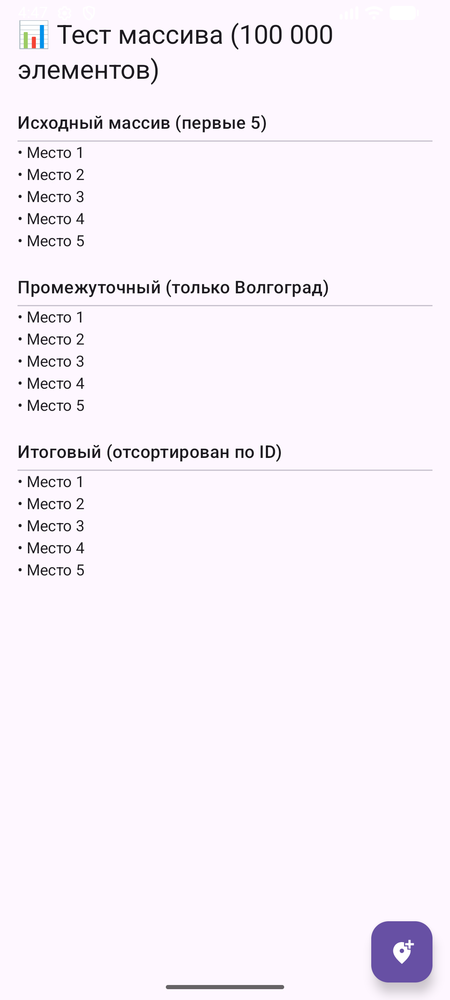 4:47
📊 Тест массива (100 000
элементов)
Исходный массив (первые 5)
• Место 1
• Место 2
• Место 3
• Место 4
• Место 5
Промежуточный (только Волгоград)
• Место 1
• Место 2
• Место 3
• Место 4
• Место 5
Итоговый (отсортирован по ID)
• Место 1
• Место 2
• Место 3
• Место 4
• Место 5